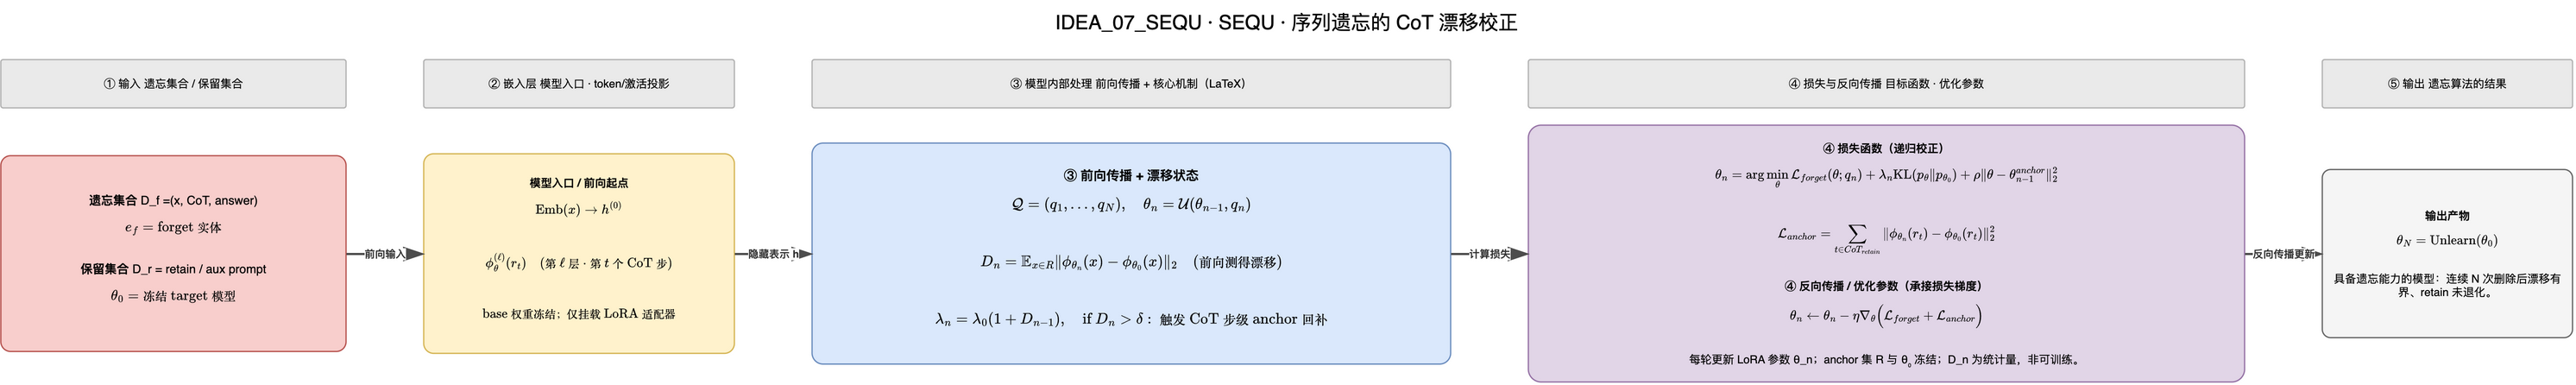 IDEA_07_SEQU · SEQU · 序列遗忘的 CoT 漂移校正
① 输入 遗忘集合 / 保留集合
② 嵌入层 模型入口 · token/激活投影
③ 模型内部处理 前向传播 + 核心机制（LaTeX）
④ 损失与反向传播 目标函数 · 优化参数
⑤ 输出 遗忘算法的结果
遗忘集合 D_f =(x, CoT, answer)
e_f = forget 实体
保留集合 D_r = retain / aux prompt
θ_0 = 冻结 target 模型
前向输入
模型入口 / 前向起点
Emb(x) → h^{(0)}
φ_θ^{(ℓ)}(r_t) （第 ℓ 层 · 第 t 个 CoT 步）
base 权重冻结；仅挂载 LoRA 适配器
隐藏表示 h
③ 前向传播 + 漂移状态
𝒬 = (q_1, . . . , q_N), θ_n = 𝒰(θ_{n−1}, q_n)
D_n = 𝔼_{x∈R}‖φ_{θ_n}(x) − φ_{θ_0}(x)‖_2 （前向测得漂移）
λ_n = λ_0(1 + D_{n−1}), if D_n > δ : 触发 CoT 步级 anchor 回补
计算损失
④ 损失函数（递归校正）
θ_n = arg min_θ ℒ_{forget}(θ; q_n) + λ_n KL(p_θ‖p_{θ_0}) + ρ‖θ − θ_{n−1}^{anchor}‖_2^2
ℒ_{anchor} = ∑_{t∈CoT_{retain}} ‖φ_{θ_n}(r_t) − φ_{θ_0}(r_t)‖_2^2
④ 反向传播 / 优化参数（承接损失梯度）
θ_n ← θ_n − η∇_θ(ℒ_{forget} + ℒ_{anchor})
每轮更新 LoRA 参数 θ_n；anchor 集 R 与 θ₀ 冻结；D_n 为统计量，非可训练。
反向传播更新
输出产物
θ_N = Unlearn(θ_0)
具备遗忘能力的模型：连续 N 次删除后漂移有
界、retain 未退化。